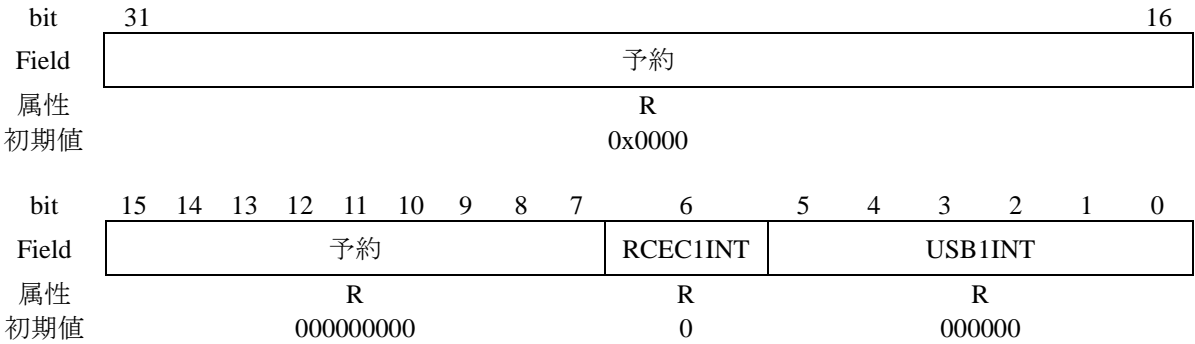 bit 31 16
Field 予約
属性 R
初期値 0x0000
bit 15 14 13 12 11 10 9 8 7 6 5 4 3 2 1 0
Field 予約 RCEC1INT USB1INT
属性 R R R
初期値 000000000 0 000000